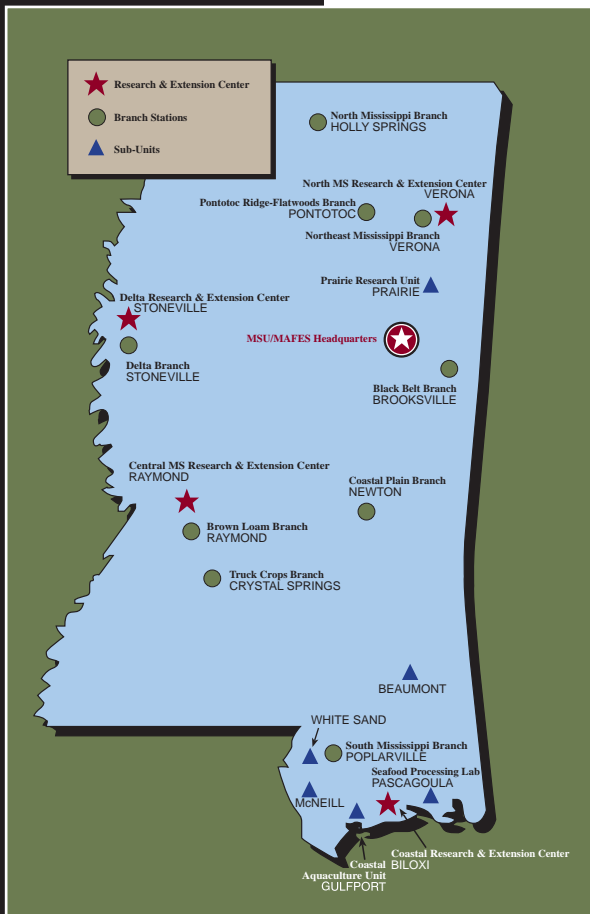 Research & Extension Center
Branch Stations
Sub-Units
North Mississippi Branch
HOLLY SPRINGS
North MS Research & Extension Center
VERONA
Pontotoc Ridge-Flatwoods Branch
PONTOTOC
Northeast Mississippi Branch
VERONA
Prairie Research Unit
PRAIRIE
Delta Research & Extension Center
STONEVILLE
MSU/MAFES Headquarters
Delta Branch
STONEVILLE
Black Belt Branch
BROOKSVILLE
Central MS Research & Extension Center
RAYMOND
Coastal Plain Branch
NEWTON
Brown Loam Branch
RAYMOND
Truck Crops Branch
CRYSTAL SPRINGS
BEAUMONT
WHITE SAND
South Mississippi Branch
POPLARVILLE
Seafood Processing Lab
PASCAGOULA
McNEILL
Coastal Research & Extension Center
BILOXI
Coastal
Aquaculture Unit
GULFPORT